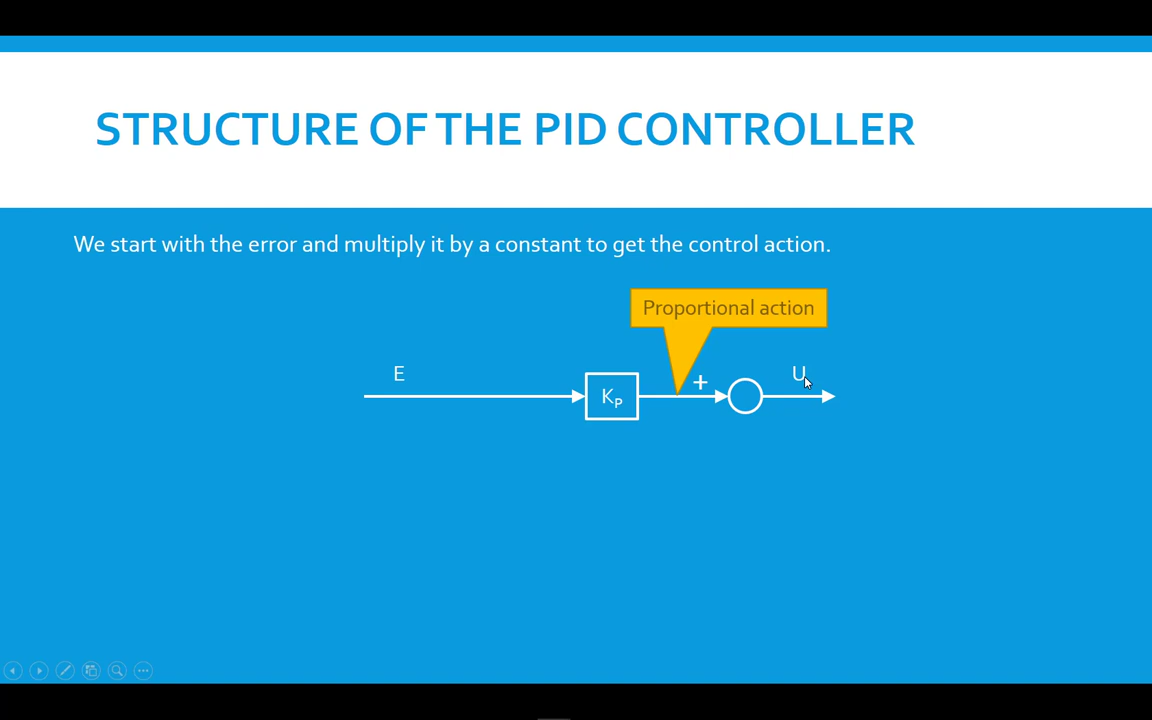 STRUCTURE OF THE PID CONTROLLER
We start with the error and multiply it by a constant to get the control action.
Proportional action
E
K_P
+
U